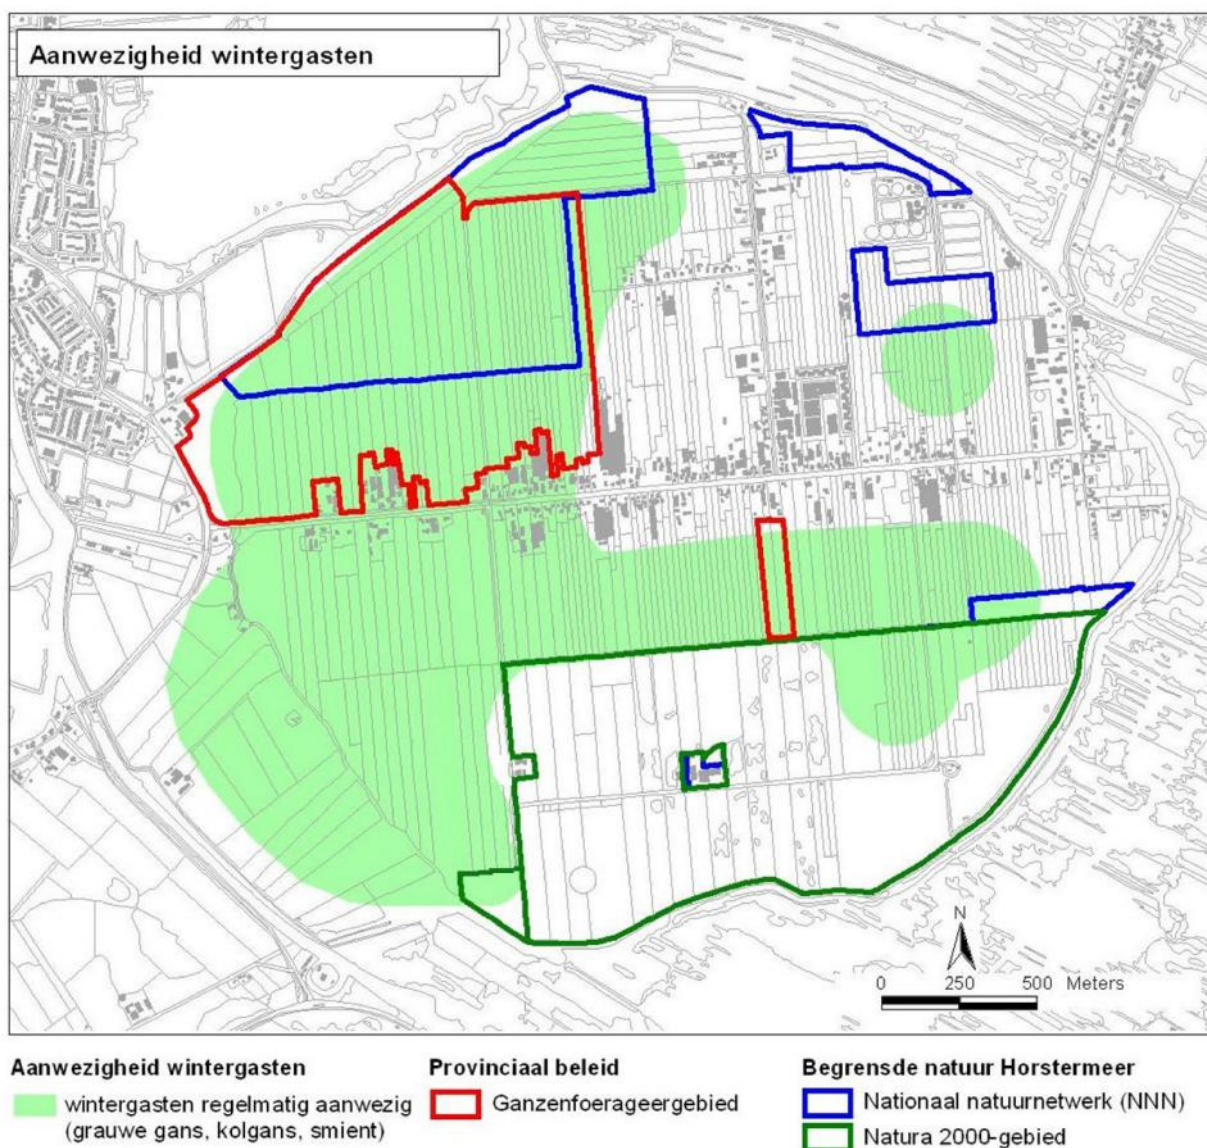 Aanwezigheid wintergasten
N
0 250 500 Meters
Aanwezigheid wintergasten
wintergasten regelmatig aanwezig
(grauwe gans, kolgans, smient)
Provinciaal beleid
Ganzenfoerageergebied
Begrensde natuur Horstermeer
Nationaal natuurnetwerk (NNN)
Natura 2000-gebied